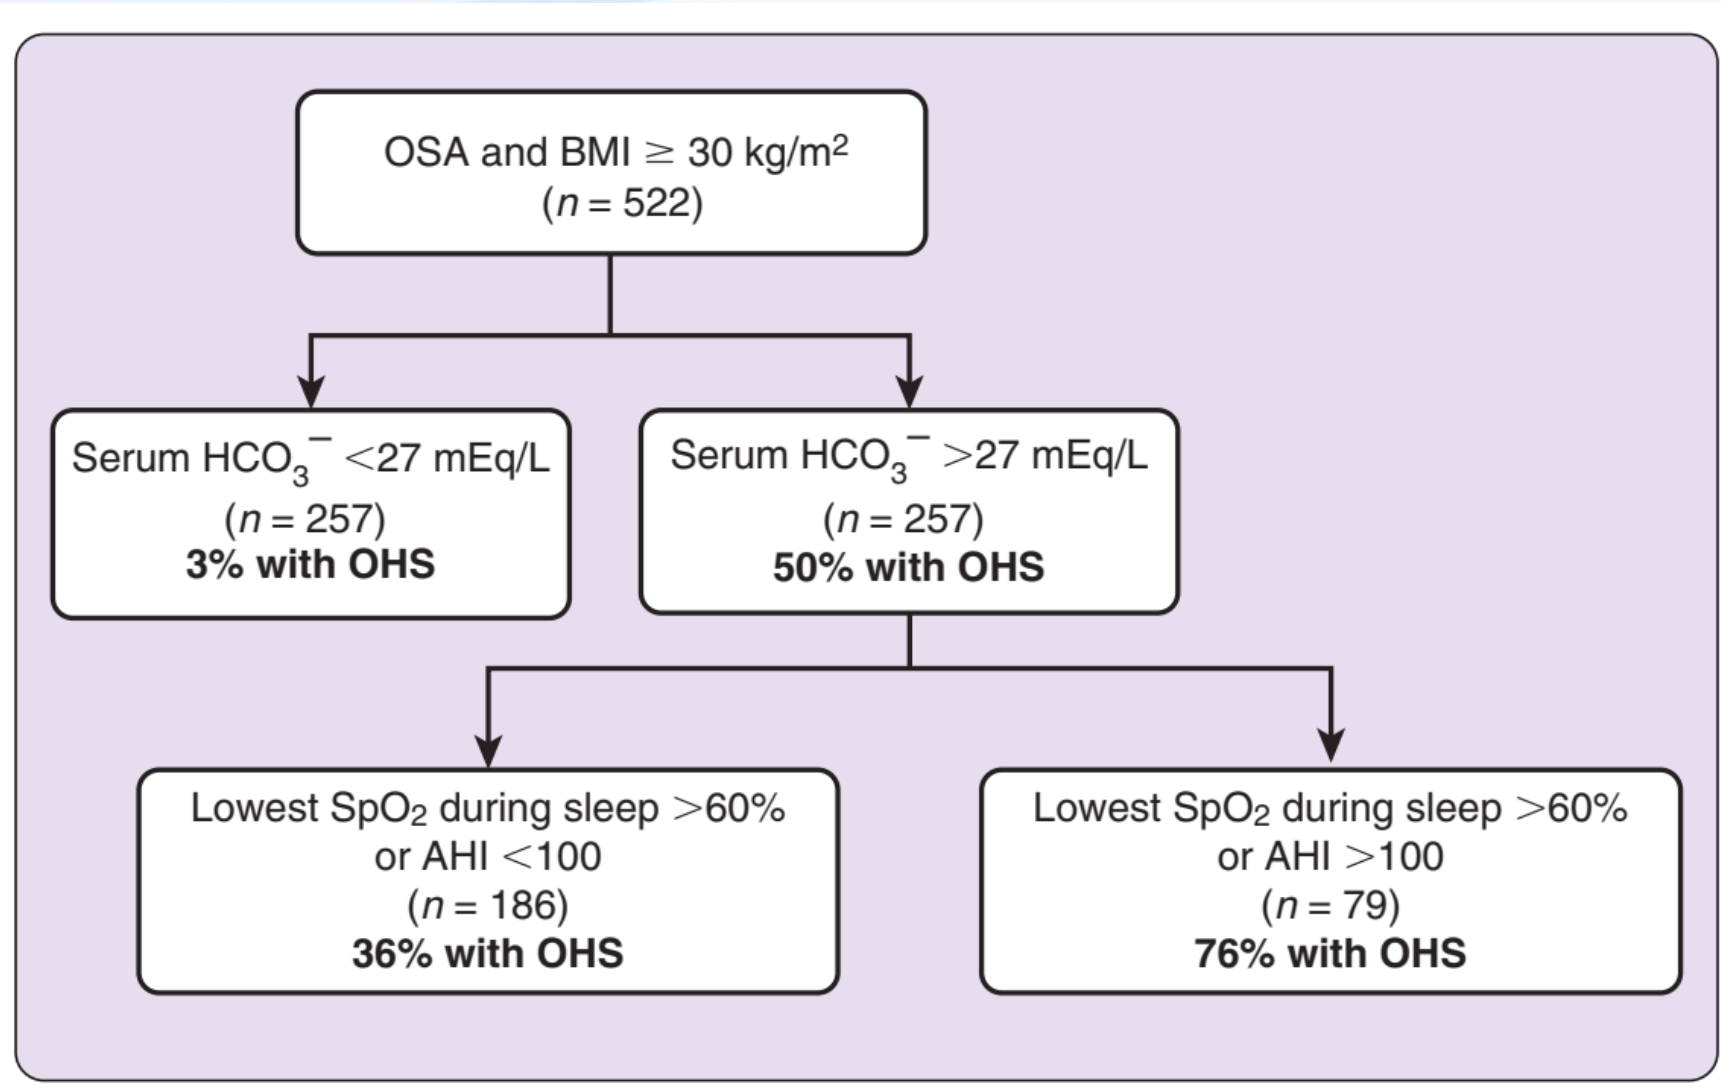 OSA and BMI ≥ 30 kg/m²
(n = 522)
Serum HCO₃⁻ <27 mEq/L
(n = 257)
3% with OHS
Serum HCO₃⁻ >27 mEq/L
(n = 257)
50% with OHS
Lowest SpO₂ during sleep >60%
or AHI <100
(n = 186)
36% with OHS
Lowest SpO₂ during sleep >60%
or AHI >100
(n = 79)
76% with OHS